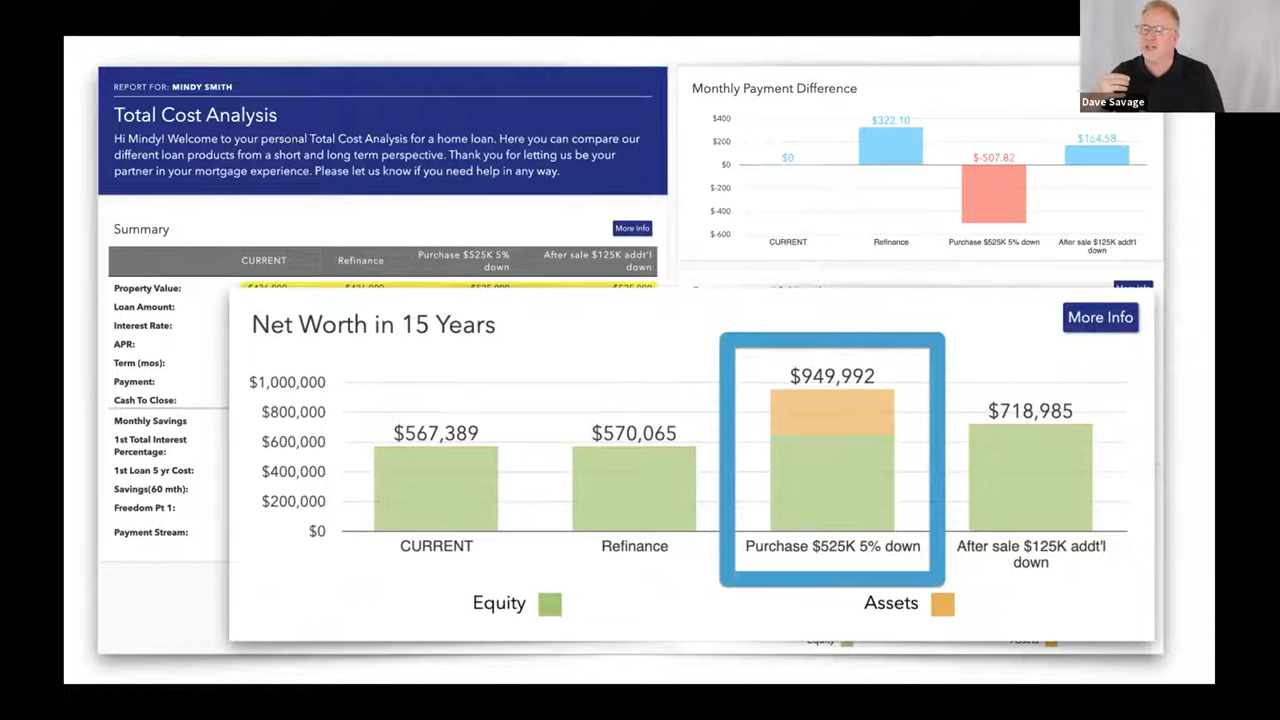 Dave Savage
REPORT FOR: MINDY SMITH
Total Cost Analysis
Hi Mindy! Welcome to your personal Total Cost Analysis for a home loan. Here you can compare our
different loan products from a short and long term perspective. Thank you for letting us be your
partner in your mortgage experience. Please let us know if you need help in any way.
Summary
More Info
CURRENT Refinance Purchase $525K 5% down After sale $125K addt'l down
Property Value:
Loan Amount:
Interest Rate:
APR:
Term (mos):
Payment:
Cash To Close:
Monthly Savings
1st Total Interest
Percentage:
1st Loan 5 yr Cost:
Savings(60 mth):
Freedom Pt 1:
Payment Stream:
Monthly Payment Difference
$400
$200
$0
$-200
$-400
$-600
$0
$322.10
$-507.82
$164.58...
CURRENT
Refinance
Purchase $525K 5% down
After sale $125K addt'l
down
Net Worth in 15 Years
More Info
$1,000,000
$800,000
$600,000
$400,000
$200,000
$0
$567,389
$570,065
$949,992
$718,985
CURRENT
Refinance
Purchase $525K 5% down
After sale $125K addt'l
down
Equity
Assets